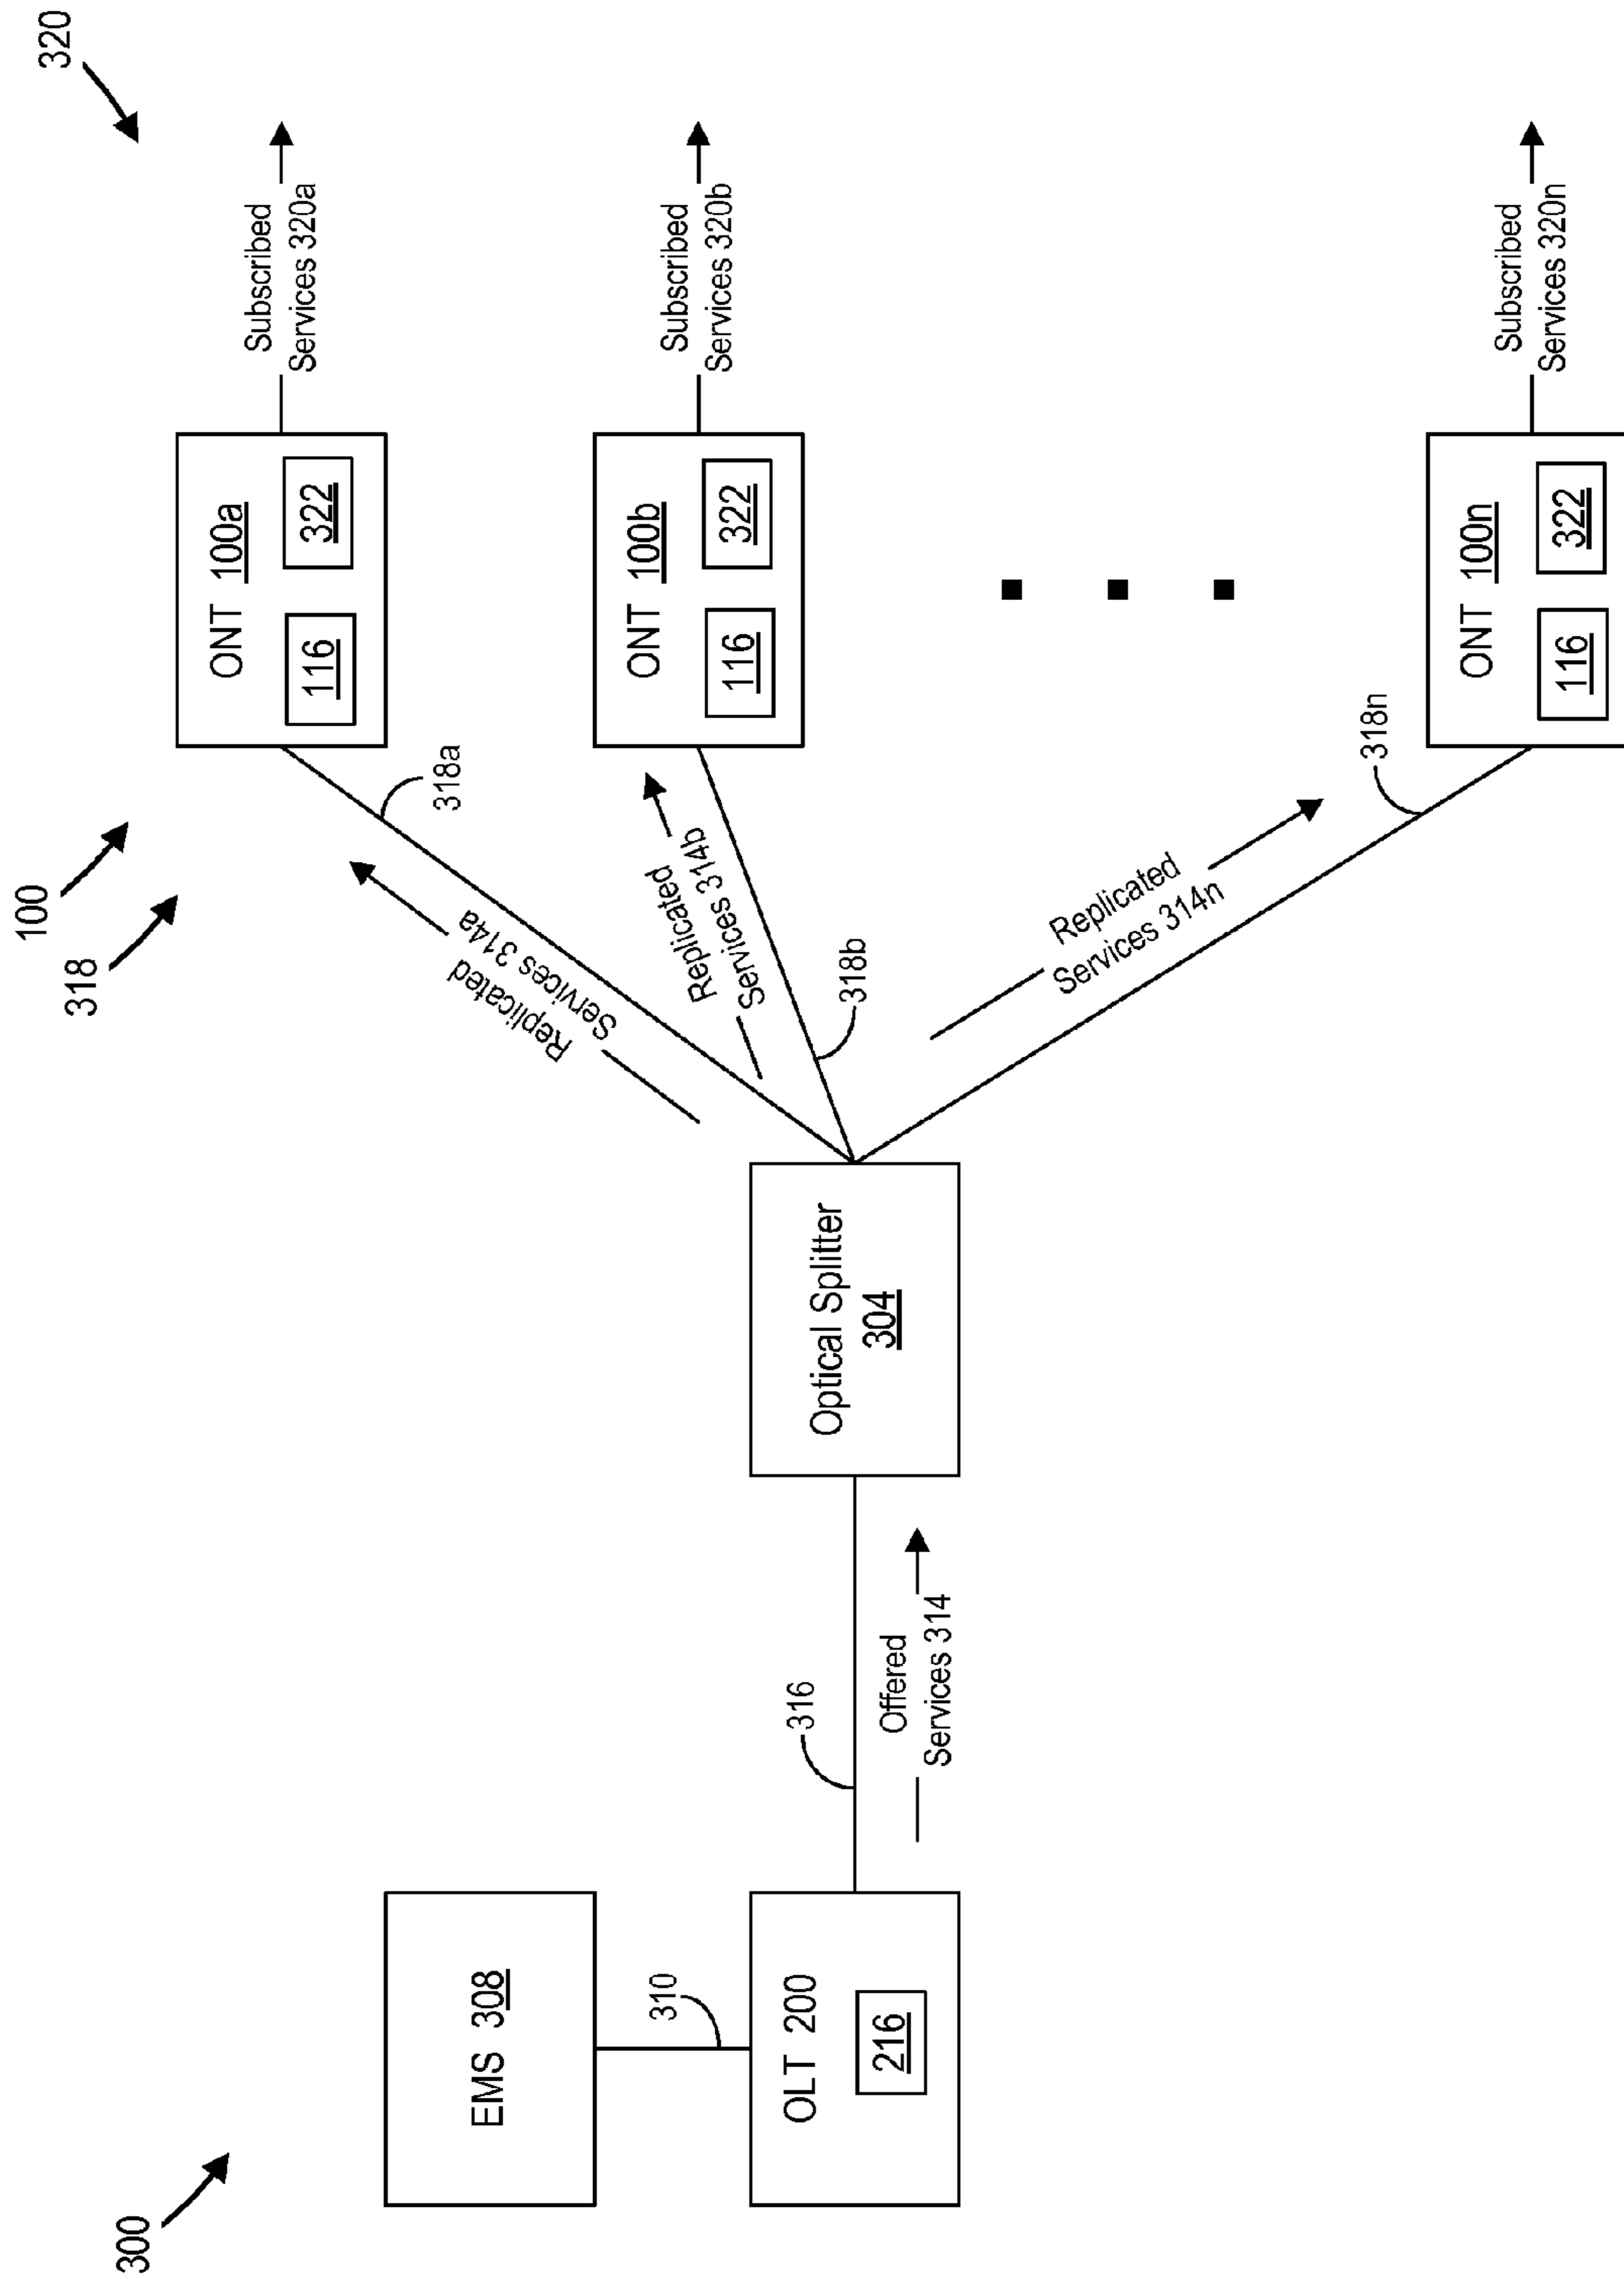 300
EMS 308
310
OLT 200
216
316
Offered
Services 314
Optical Splitter
304
318
100
Replicated
Services 314a
318a
Replicated
Services 314b
318b
Replicated
Services 314n
318n
ONT 100a
116
322
ONT 100b
116
322
ONT 100n
116
322
320
Subscribed
Services 320a
Subscribed
Services 320b
Subscribed
Services 320n